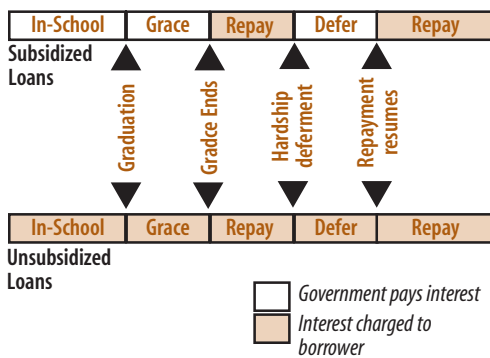 In-School Grace Repay Defer Repay
Subsidized
Loans
Graduation
Gradce Ends
Hardship
deferment
Repayment
resumes
In-School Grace Repay Defer Repay
Unsubsidized
Loans
Government pays interest
Interest charged to
borrower